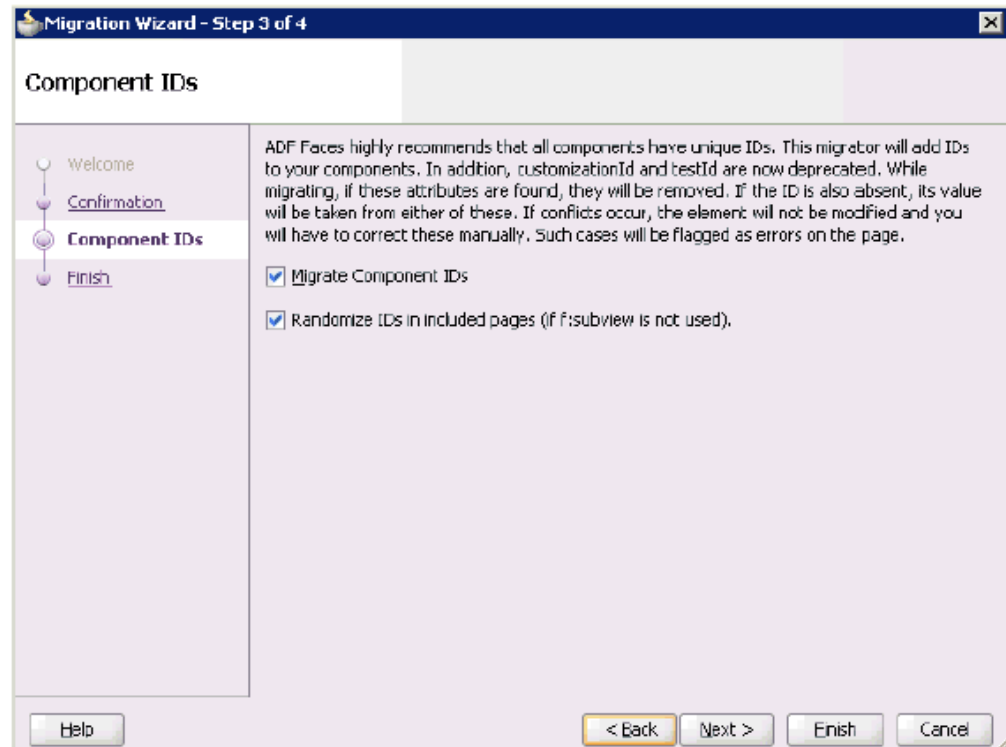 Migration Wizard - Step 3 of 4
Component IDs
Welcome
Confirmation
Component IDs
Finish
ADF Faces highly recommends that all components have unique IDs. This migrator will add IDs
to your components. In addition, customizationId and testId are now deprecated. While
migrating, if these attributes are found, they will be removed. If the ID is also absent, its value
will be taken from either of these. If conflicts occur, the element will not be modified and you
will have to correct these manually. Such cases will be flagged as errors on the page.
Migrate Component IDs
Randomize IDs in included pages (if f:subview is not used).
Help
< Back
Next >
Finish
Cancel